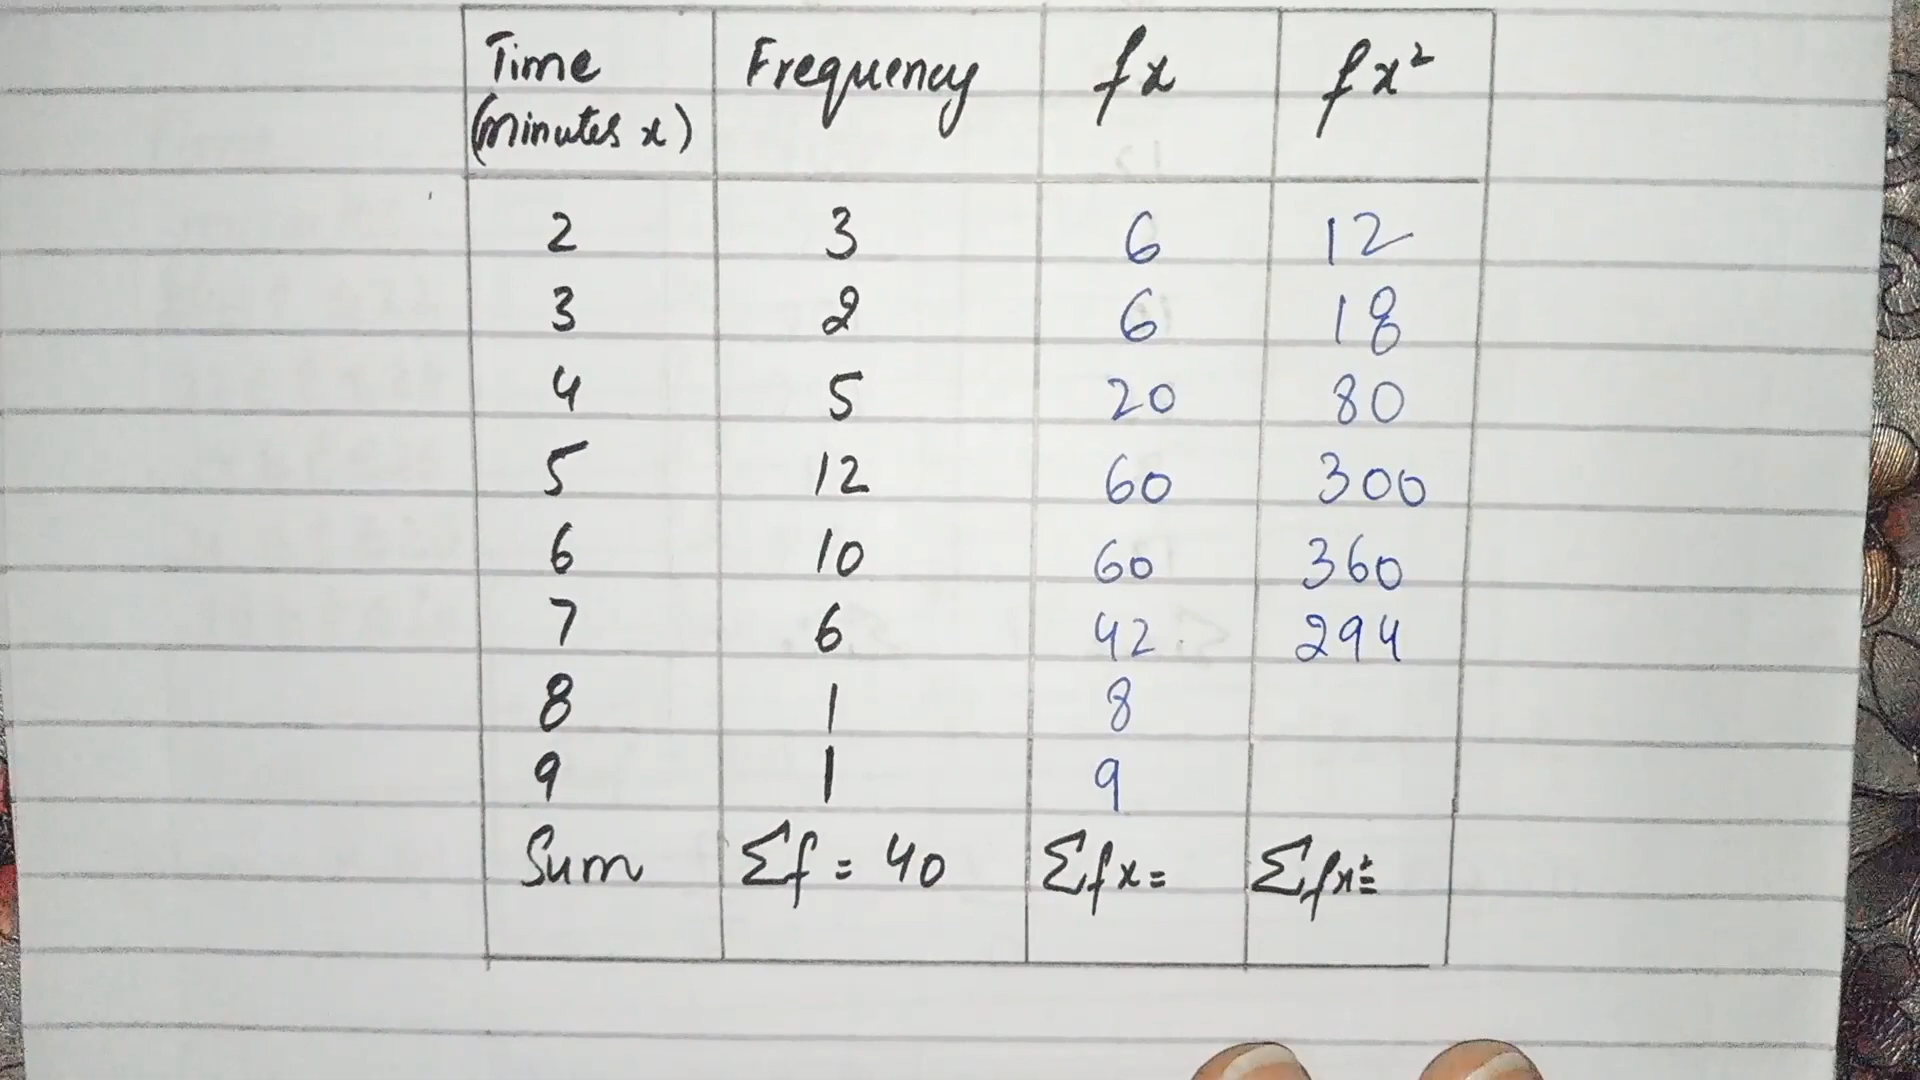 Time (minutes x) Frequency fx fx²
2 3 6 12
3 2 6 18
4 5 20 80
5 12 60 300
6 10 60 360
7 6 42 294
8 1 8
9 1 9
Sum Σf = 40 Σfx = Σfx² =